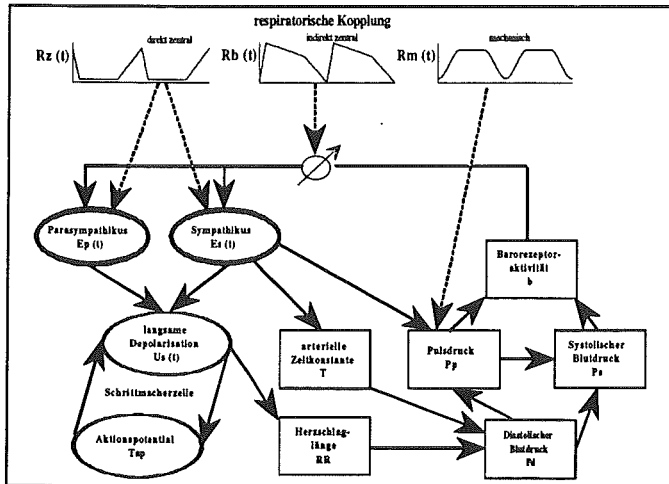 respiratorische Kopplung
direkt zentral
indirekt zentral
mechanisch
Rz (t)
Rb (t)
Rm (t)
Parasympathikus
Ep (t)
Sympathikus
Es (t)
Barorezeptor-
aktivität
b
langsame
Depolarisation
Us (t)
arterielle
Zeitkonstante
T
Pulsdruck
Pp
Systolischer
Blutdruck
Ps
Schrittmacherzelle
Aktionspotential
Tap
Herzschlag-
länge
RR
Diastolischer
Blutdruck
Pd